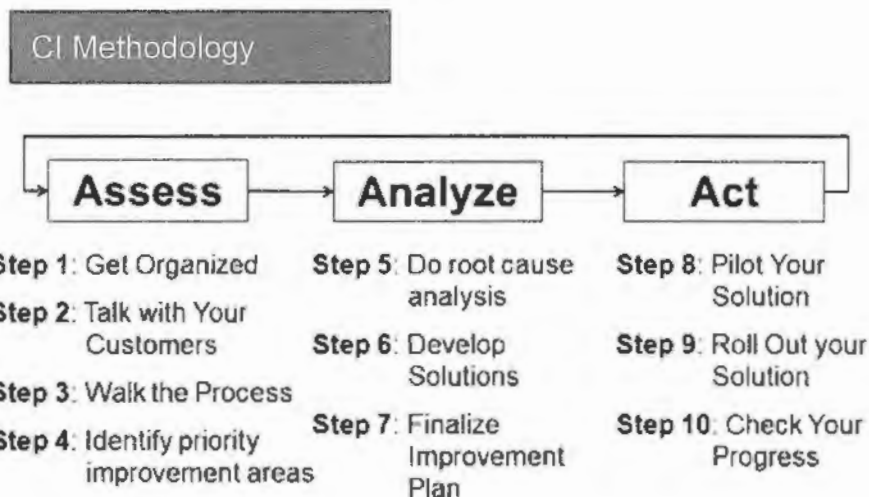 CI Methodology
Assess
Analyze
Act
Step 1: Get Organized
Step 2: Talk with Your
Customers
Step 3: Walk the Process
Step 4: Identify priority
improvement areas
Step 5: Do root cause
analysis
Step 6: Develop
Solutions
Step 7: Finalize
Improvement
Plan
Step 8: Pilot Your
Solution
Step 9: Roll Out your
Solution
Step 10: Check Your
Progress